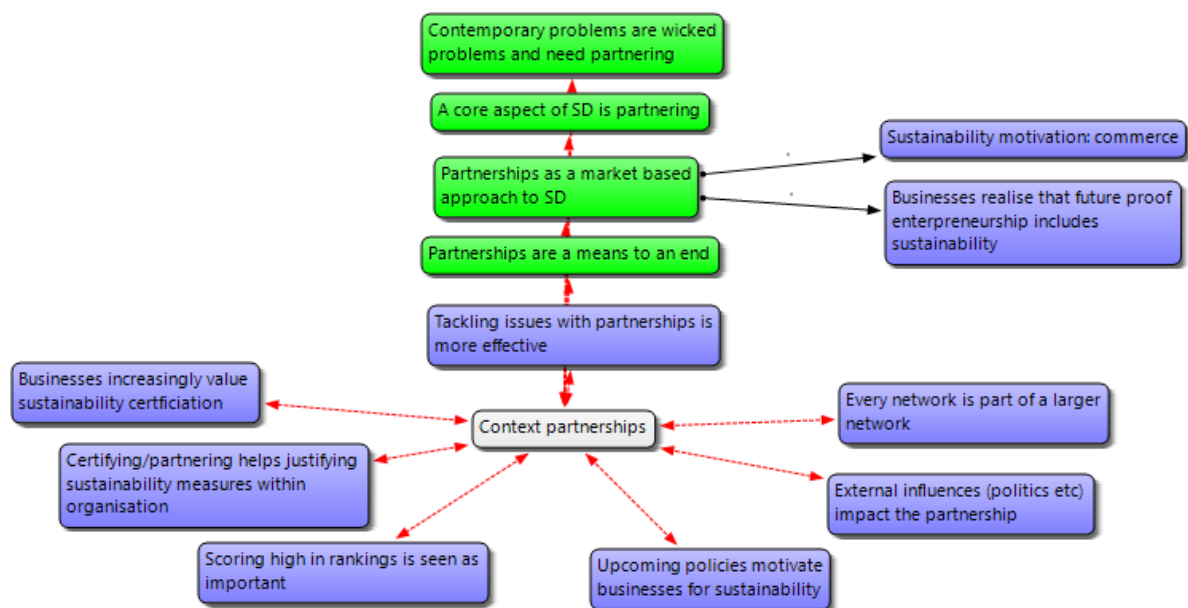 Contemporary problems are wicked
problems and need partnering
A core aspect of SD is partnering
Sustainability motivation: commerce
Partnerships as a market based
approach to SD
Businesses realise that future proof
enterpreneurship includes
sustainability
Partnerships are a means to an end
Tackling issues with partnerships is
more effective
Businesses increasingly value
sustainability certficiation
Every network is part of a larger
network
Context partnerships
Certifying/partnering helps justifying
sustainability measures within
organisation
External influences (politics etc)
impact the partnership
Scoring high in rankings is seen as
important
Upcoming policies motivate
businesses for sustainability